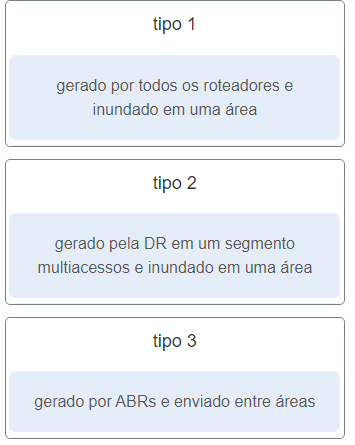 tipo 1
gerado por todos os roteadores e
inundado em uma área
tipo 2
gerado pela DR em um segmento
multiacessos e inundado em uma área
tipo 3
gerado por ABRs e enviado entre áreas